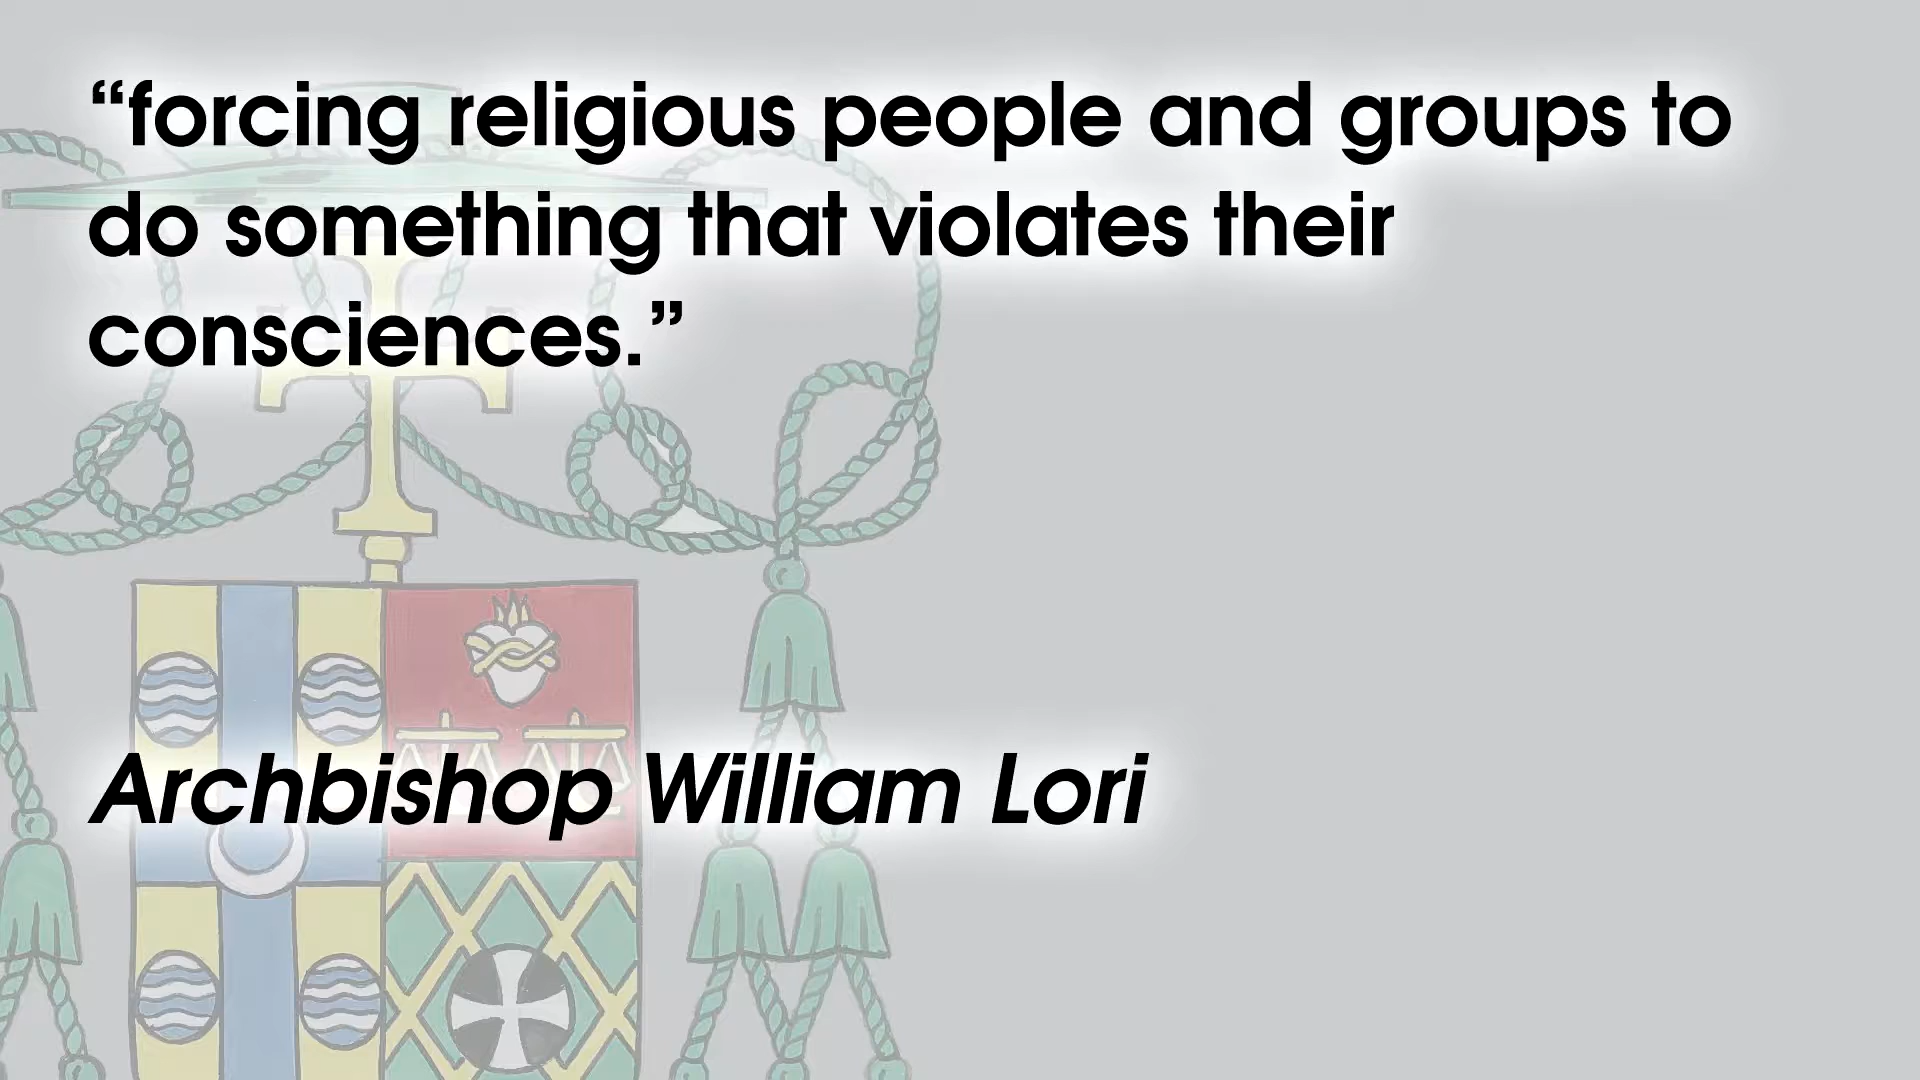 “forcing religious people and groups to
do something that violates their
consciences.”
Archbishop William Lori